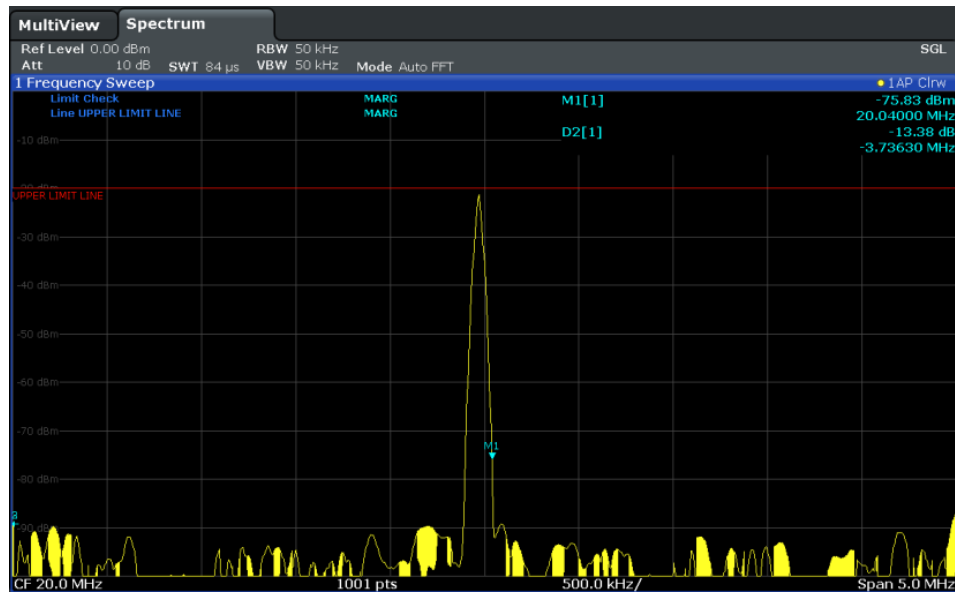 MultiView Spectrum
Ref Level 0.00 dBm RBW 50 kHz SGL
Att 10 dB SWT 84 µs VBW 50 kHz Mode Auto FFT
1 Frequency Sweep 1AP Clrw
Limit Check MARG M1[1] -75.83 dBm
Line UPPER LIMIT LINE MARG 20.04000 MHz
D2[1] -13.38 dB
-10 dBm
-3.73630 MHz
-20 dBm
UPPER LIMIT LINE
-30 dBm
-40 dBm
-50 dBm
-60 dBm
-70 dBm
M1
-80 dBm
-90 dBm
CF 20.0 MHz 1001 pts 500.0 kHz/ Span 5.0 MHz